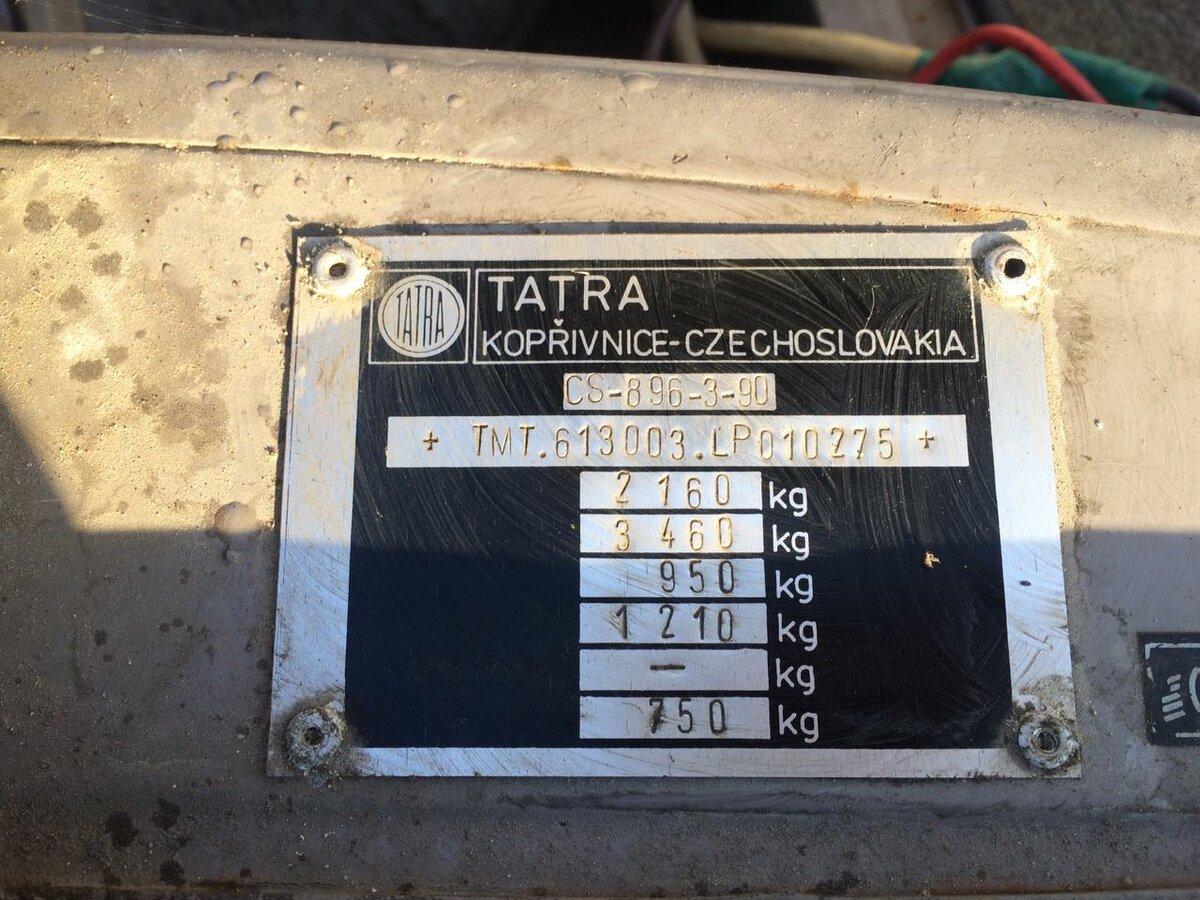 TATRA
TATRA
KOPŘIVNICE-CZECHOSLOVAKIA
CS-896-3-90
+ TMT.613003.LP010275 +
2 160 kg
3 460 kg
950 kg
1 210 kg
– kg
750 kg